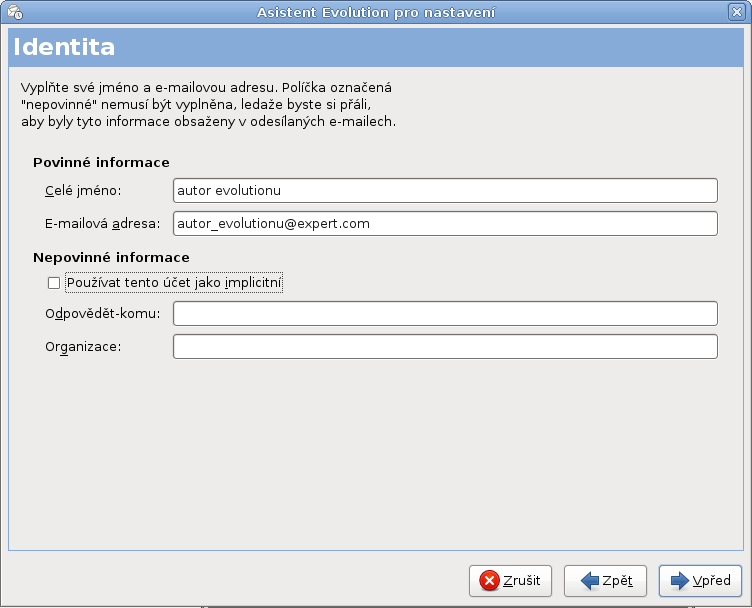 Asistent Evolution pro nastavení
Identita
Vyplňte své jméno a e-mailovou adresu. Políčka označená
"nepovinné" nemusí být vyplněna, ledaže byste si přáli,
aby byly tyto informace obsaženy v odesílaných e-mailech.
Povinné informace
Celé jméno: autor evolutionu
E-mailová adresa: autor_evolutionu@expert.com
Nepovinné informace
Používat tento účet jako implicitní
Odpovědět-komu:
Organizace:
Zrušit Zpět Vpřed